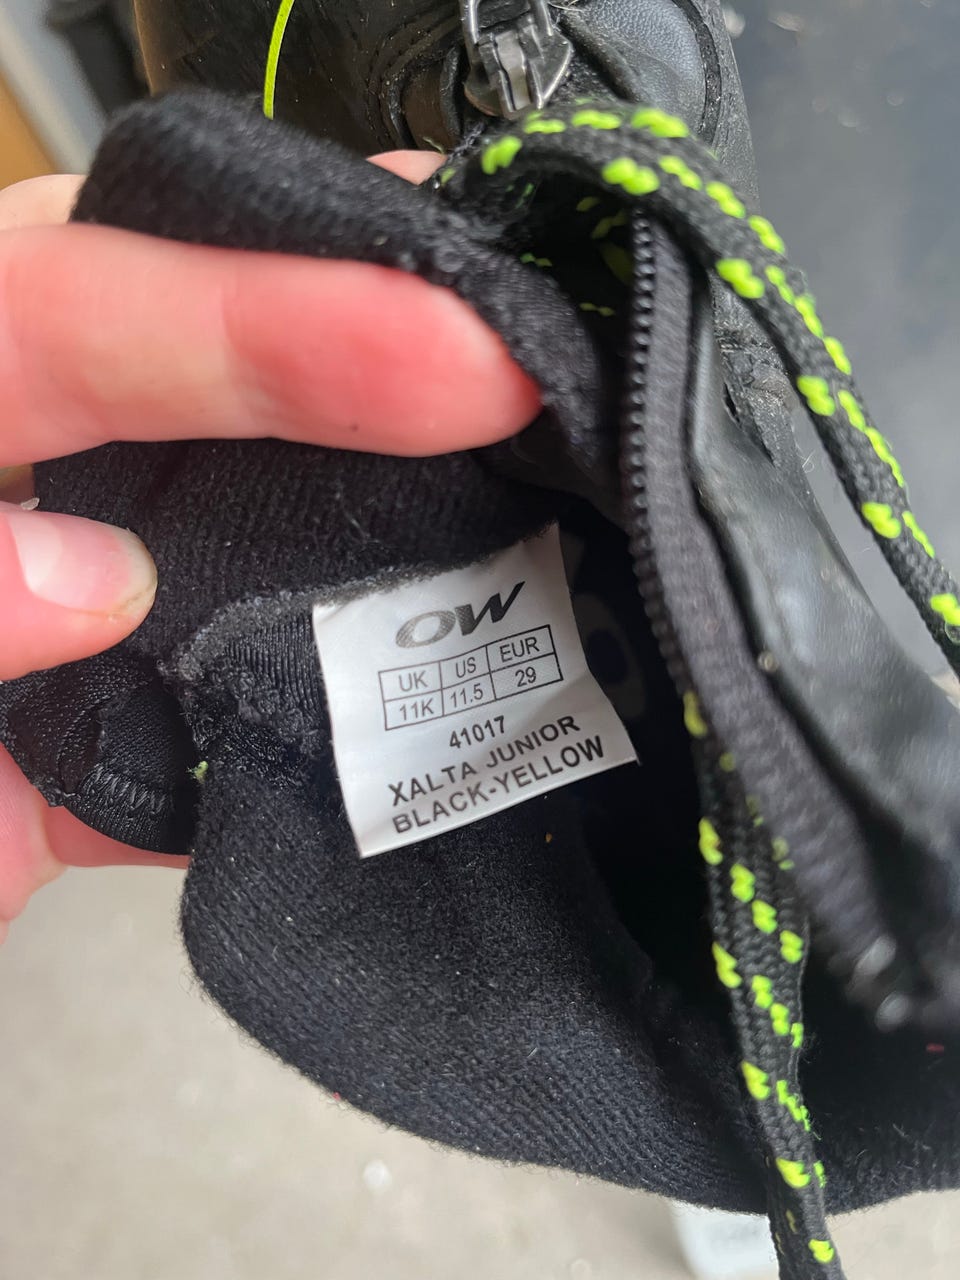 OW
UK US EUR
11K 11.5 29
41017
XALTA JUNIOR
BLACK-YELLOW